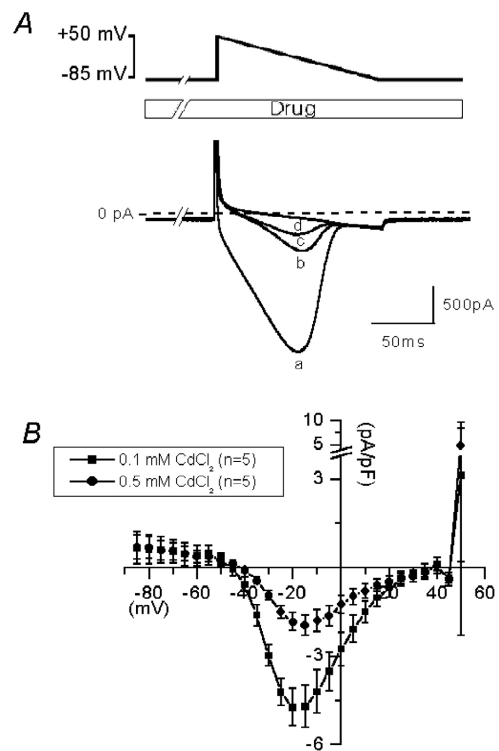 A
+50 mV
-85 mV
Drug
0 pA
d
c
b
a
500pA
50ms
B
0.1 mM CdCl₂ (n=5)
0.5 mM CdCl₂ (n=5)
10
5
3
(pA/pF)
-80 -60 -40 -20 20 40 60
(mV)
-3
-6